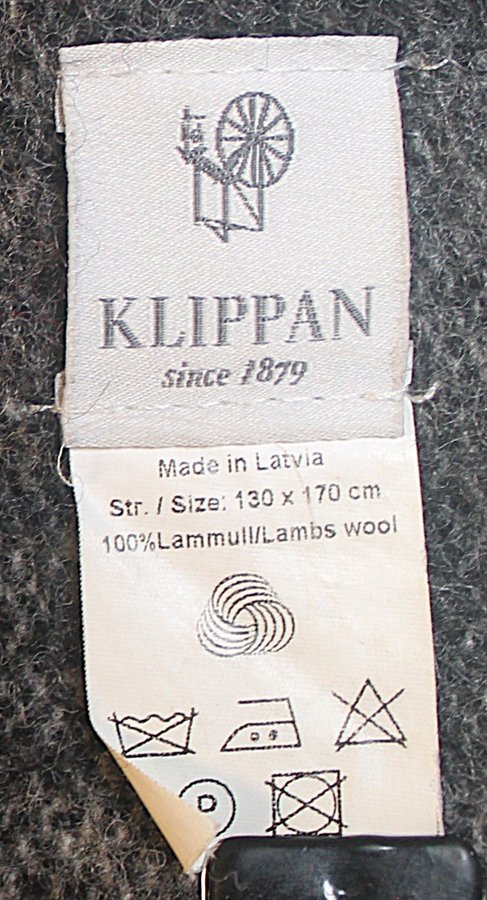 KLIPPAN
since 1879
Made in Latvia
Str. / Size: 130 x 170 cm
100%Lammull/Lambs wool
P